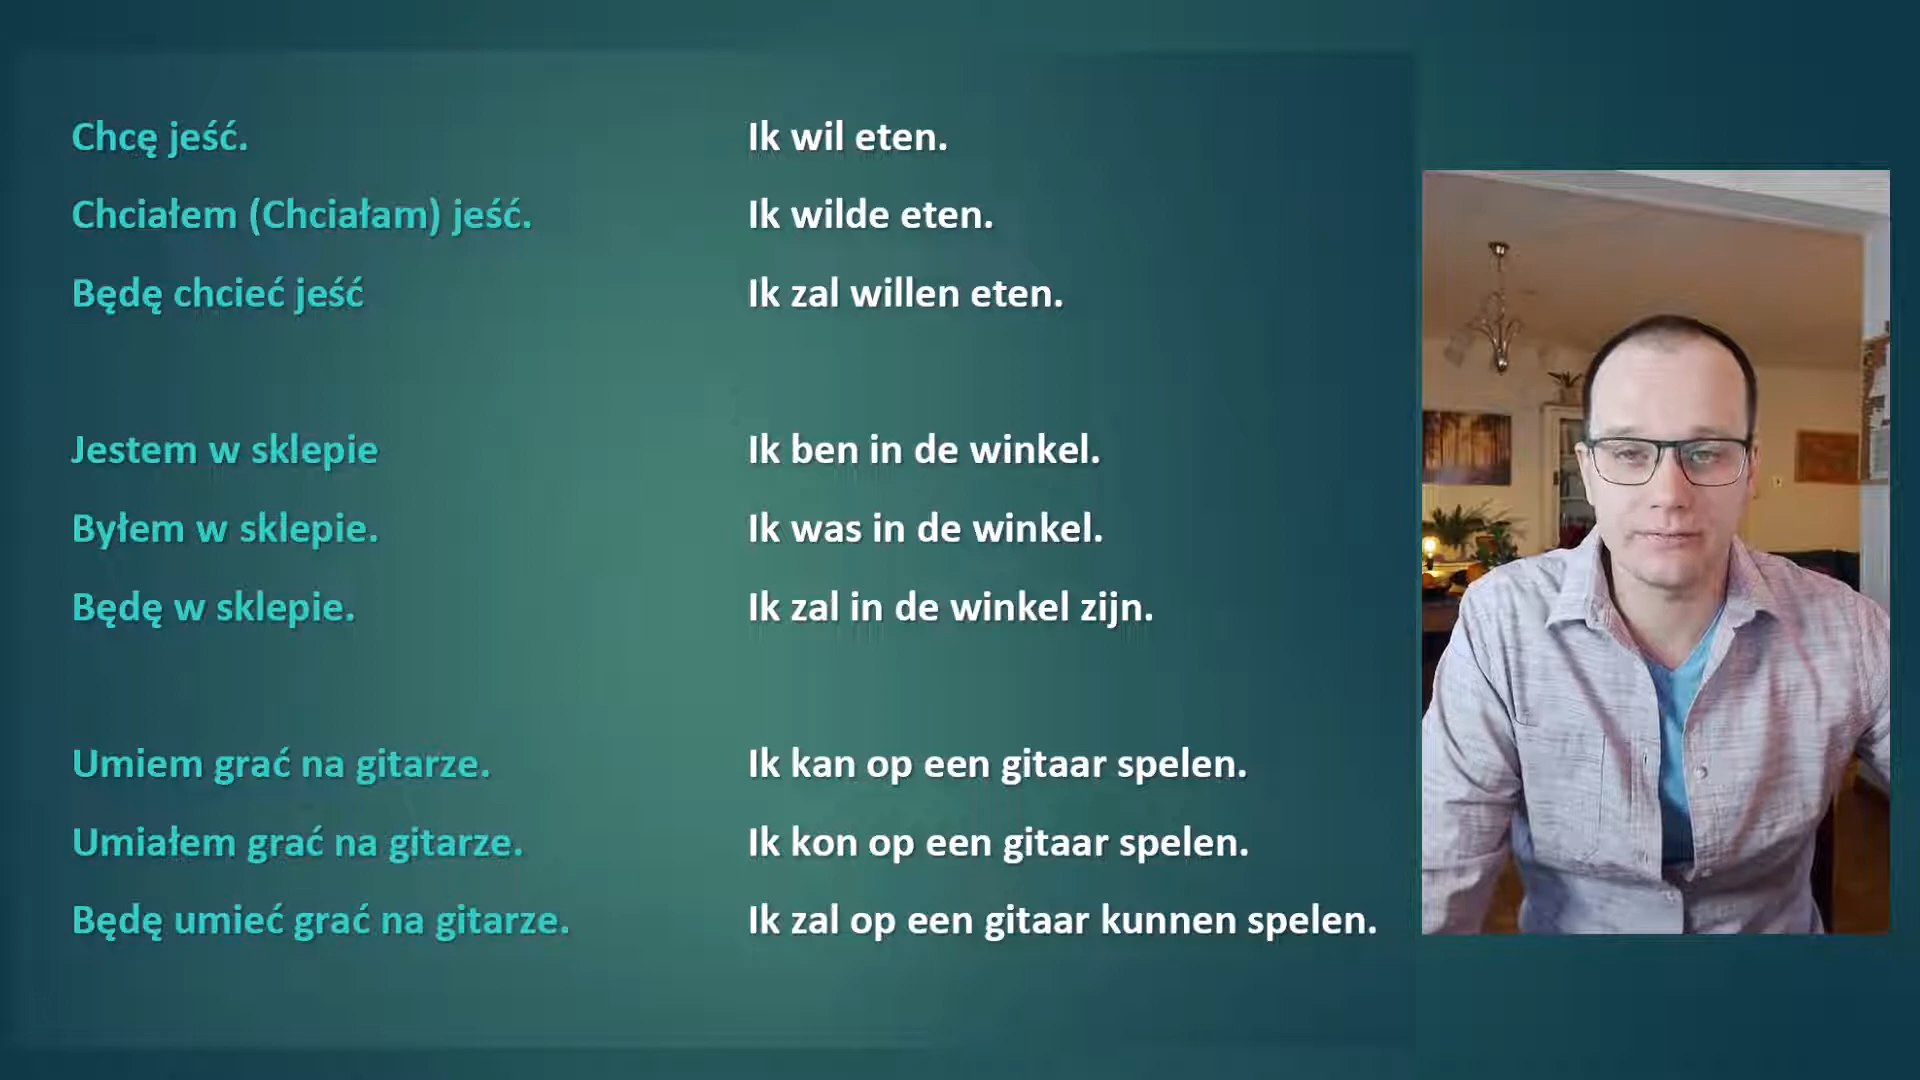 Chcę jeść. Ik wil eten.
Chciałem (Chciałam) jeść. Ik wilde eten.
Będę chcieć jeść Ik zal willen eten.
Jestem w sklepie Ik ben in de winkel.
Byłem w sklepie. Ik was in de winkel.
Będę w sklepie. Ik zal in de winkel zijn.
Umiem grać na gitarze. Ik kan op een gitaar spelen.
Umiałem grać na gitarze. Ik kon op een gitaar spelen.
Będę umieć grać na gitarze. Ik zal op een gitaar kunnen spelen.